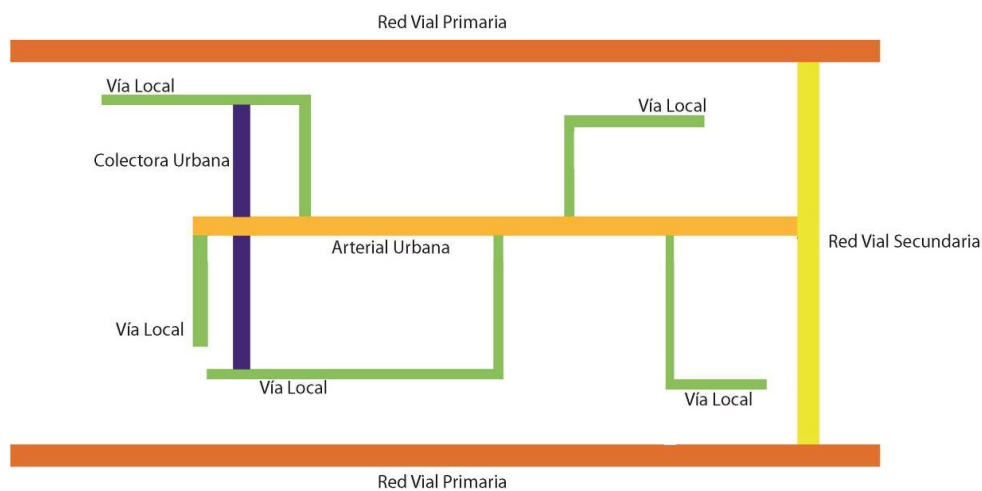 Red Vial Primaria
Vía Local
Vía Local
Colectora Urbana
Arterial Urbana
Red Vial Secundaria
Vía Local
Vía Local
Vía Local
Red Vial Primaria